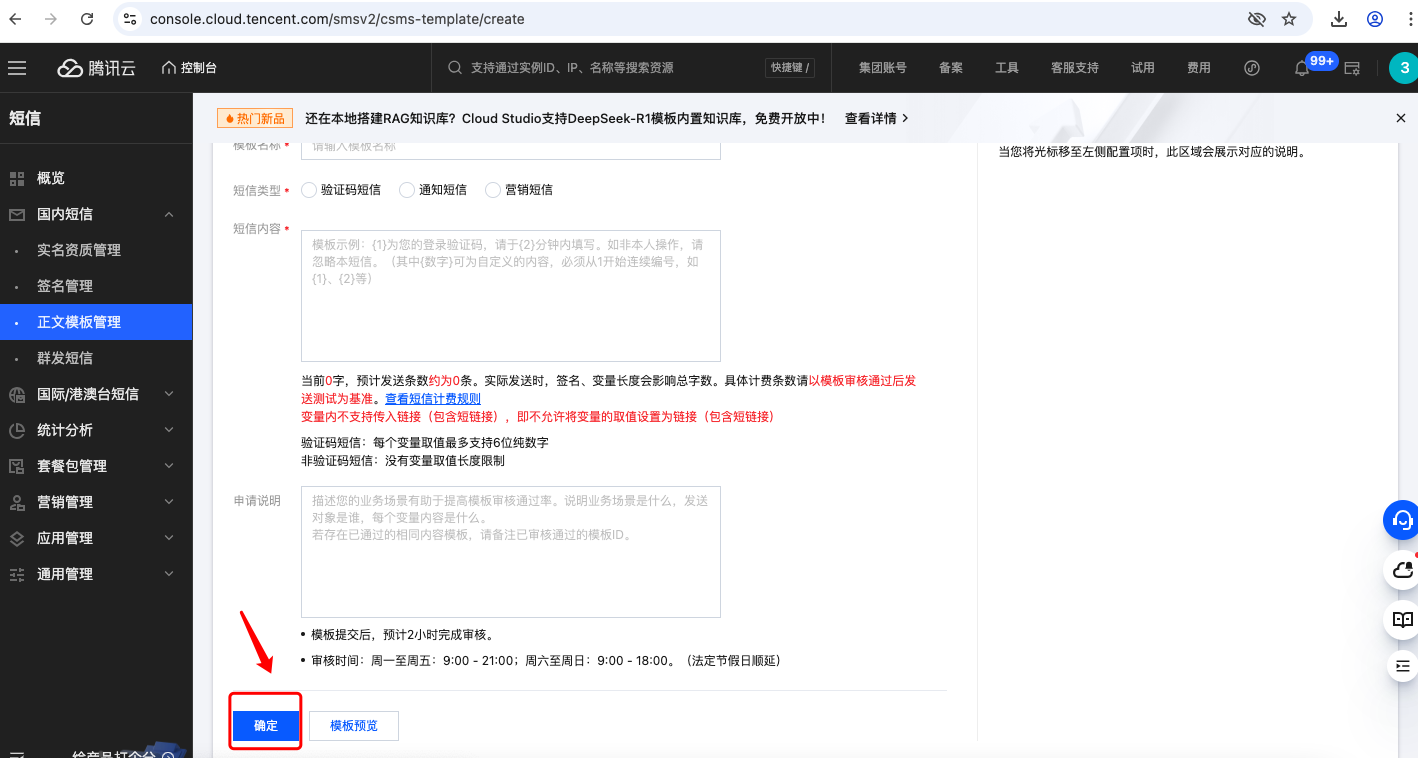 console.cloud.tencent.com/smsv2/csms-template/create
腾讯云
控制台
支持通过实例ID、IP、名称等搜索资源
快捷键 /
集团账号
备案
工具
客服支持
试用
费用
99+
3
短信
概览
国内短信
实名资质管理
签名管理
正文模板管理
群发短信
国际/港澳台短信
统计分析
套餐包管理
营销管理
应用管理
通用管理
给产品打个分
热门新品
还在本地搭建RAG知识库？Cloud Studio支持DeepSeek-R1模板内置知识库，免费开放中！
查看详情
模板名称 *
请输入模板名称
短信类型 *
验证码短信
通知短信
营销短信
短信内容 *
模板示例：{1}为您的登录验证码，请于{2}分钟内填写。如非本人操作，请
忽略本短信。（其中{数字}可为自定义的内容，必须从1开始连续编号，如
{1}、{2}等）
当前0字，预计发送条数约为0条。实际发送时，签名、变量长度会影响总字数。具体计费条数请以模板审核通过后发
送测试为基准。查看短信计费规则
变量内不支持传入链接（包含短链接），即不允许将变量的取值设置为链接（包含短链接）
验证码短信：每个变量取值最多支持6位纯数字
非验证码短信：没有变量取值长度限制
申请说明
描述您的业务场景有助于提高模板审核通过率。说明业务场景是什么，发送
对象是谁，每个变量内容是什么。
若存在已通过的相同内容模板，请备注已审核通过的模板ID。
• 模板提交后，预计2小时完成审核。
• 审核时间：周一至周五：9:00 - 21:00；周六至周日：9:00 - 18:00。（法定节假日顺延）
确定
模板预览
当您将光标移至左侧配置项时，此区域会展示对应的说明。